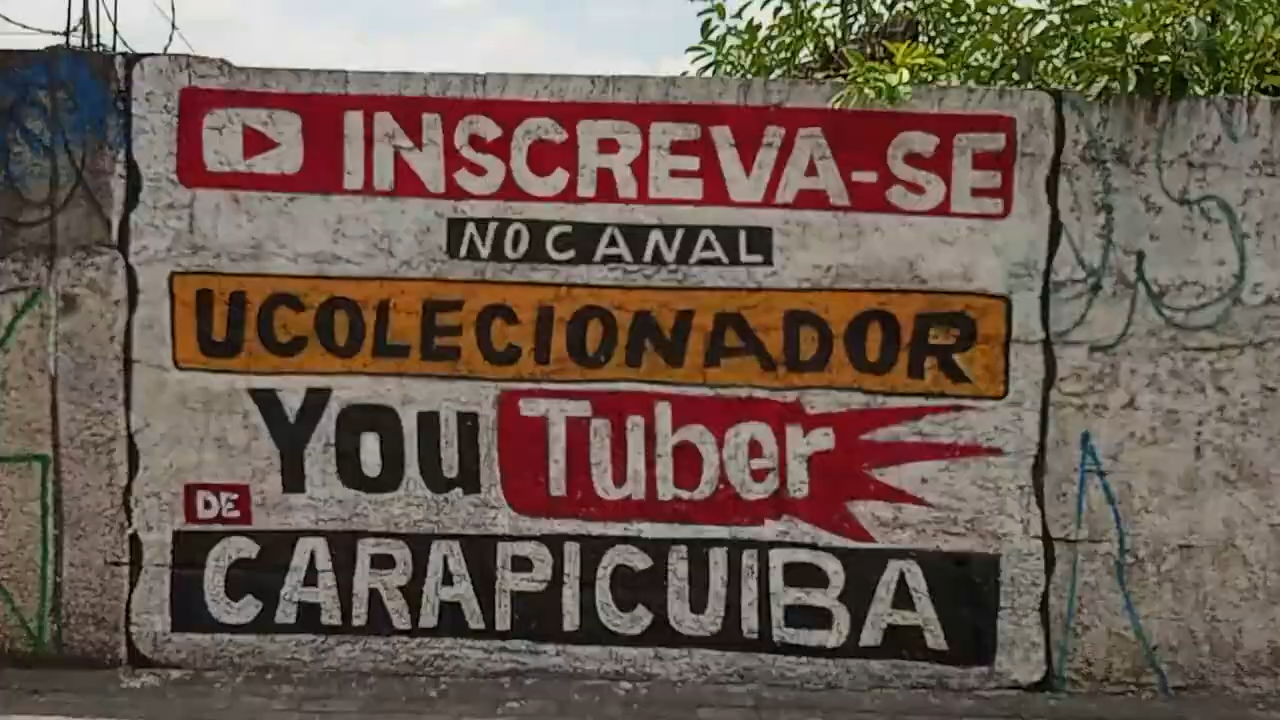 INSCREVA-SE
NO CANAL
UCOLECIONADOR
YouTuber
DE
CARAPICUIBA